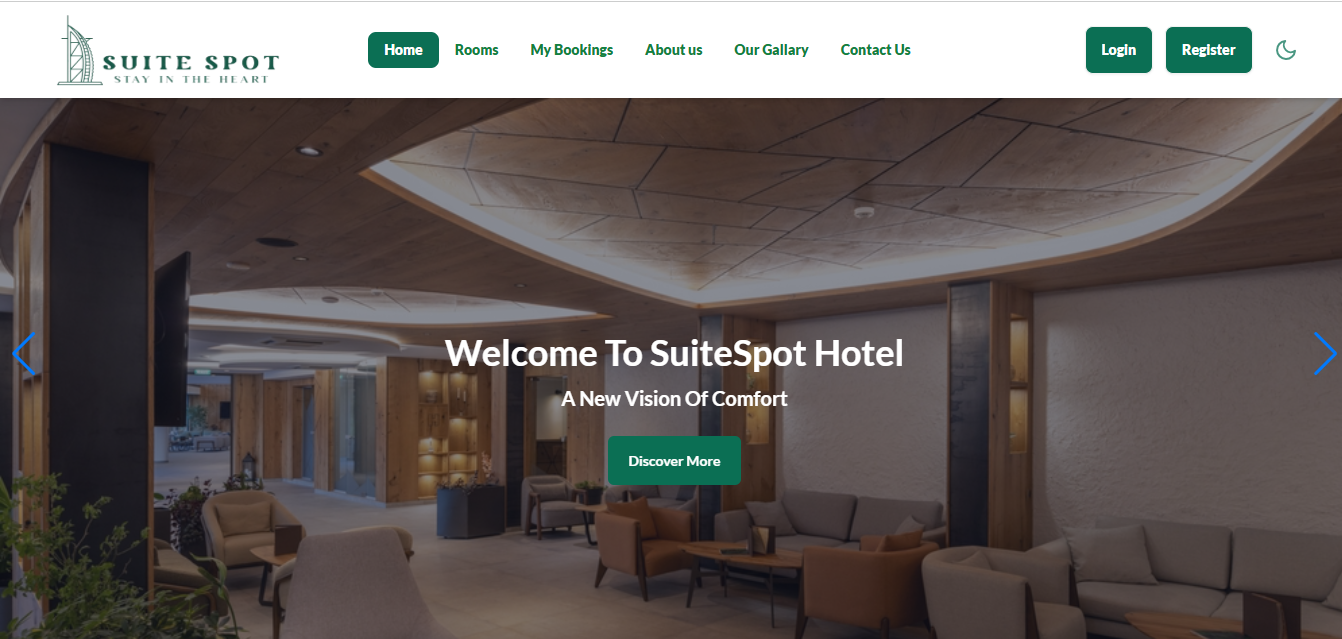 SUITE SPOT
STAY IN THE HEART
Home Rooms My Bookings About us Our Gallary Contact Us
Login Register
Welcome To SuiteSpot Hotel
A New Vision Of Comfort
Discover More